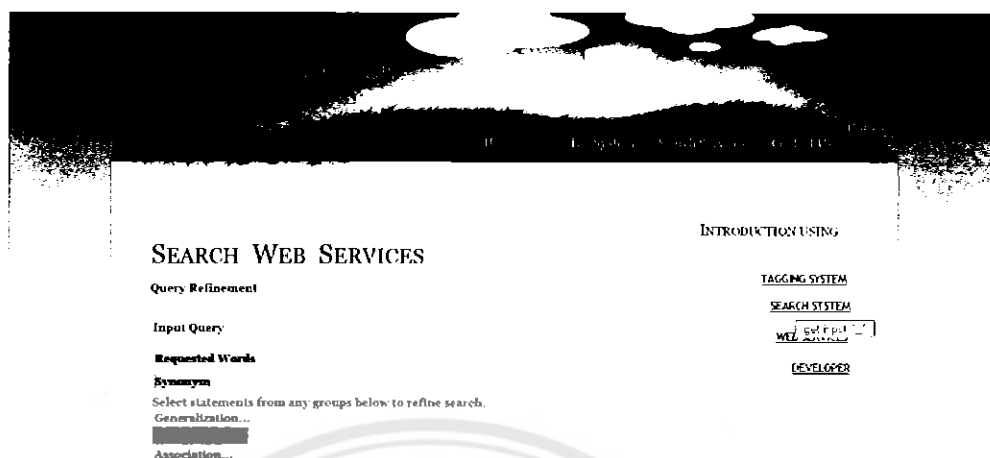 INTRODUCTION USING
SEARCH WEB SERVICES
Query Refinement
TAGGING SYSTEM
SEARCH SYSTEM
Input Query
WEB
Requested Words
DEVELOPER
Synonym
Select statements from any groups below to refine search.
Generalization...
Association...